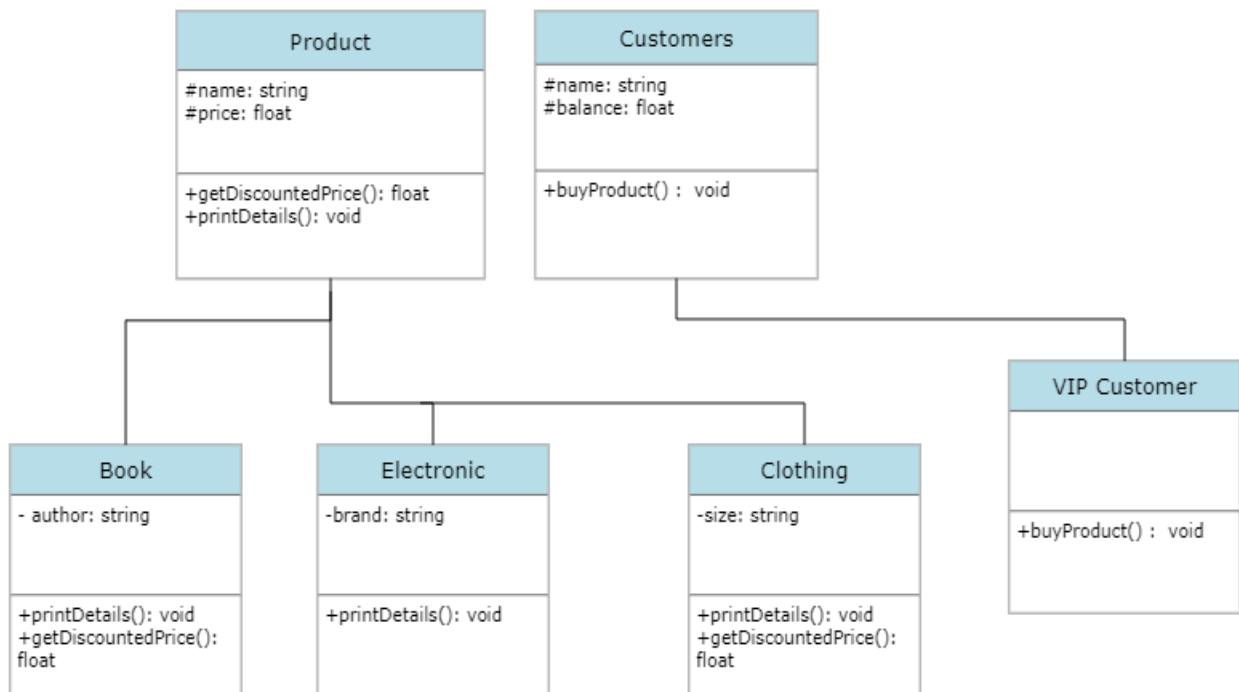 Product
#name: string
#price: float
+getDiscountedPrice(): float
+printDetails(): void
Customers
#name: string
#balance: float
+buyProduct() :  void
Book
- author: string
+printDetails(): void
+getDiscountedPrice():
float
Electronic
-brand: string
+printDetails(): void
Clothing
-size: string
+printDetails(): void
+getDiscountedPrice():
float
VIP Customer
+buyProduct() :  void